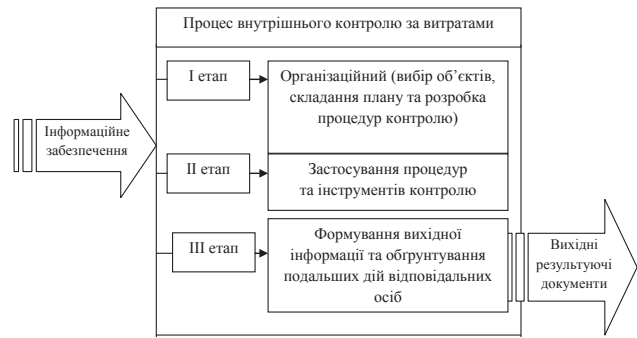 Процес внутрішнього контролю за витратами
І етап
Організаційний (вибір об’єктів,
складання плану та розробка
процедур контролю)
Інформаційне
забезпечення
ІІ етап
Застосування процедур
та інструментів контролю
ІІІ етап
Формування вихідної
інформації та обґрунтування
подальших дій відповідальних
осіб
Вихідні
результуючі
документи